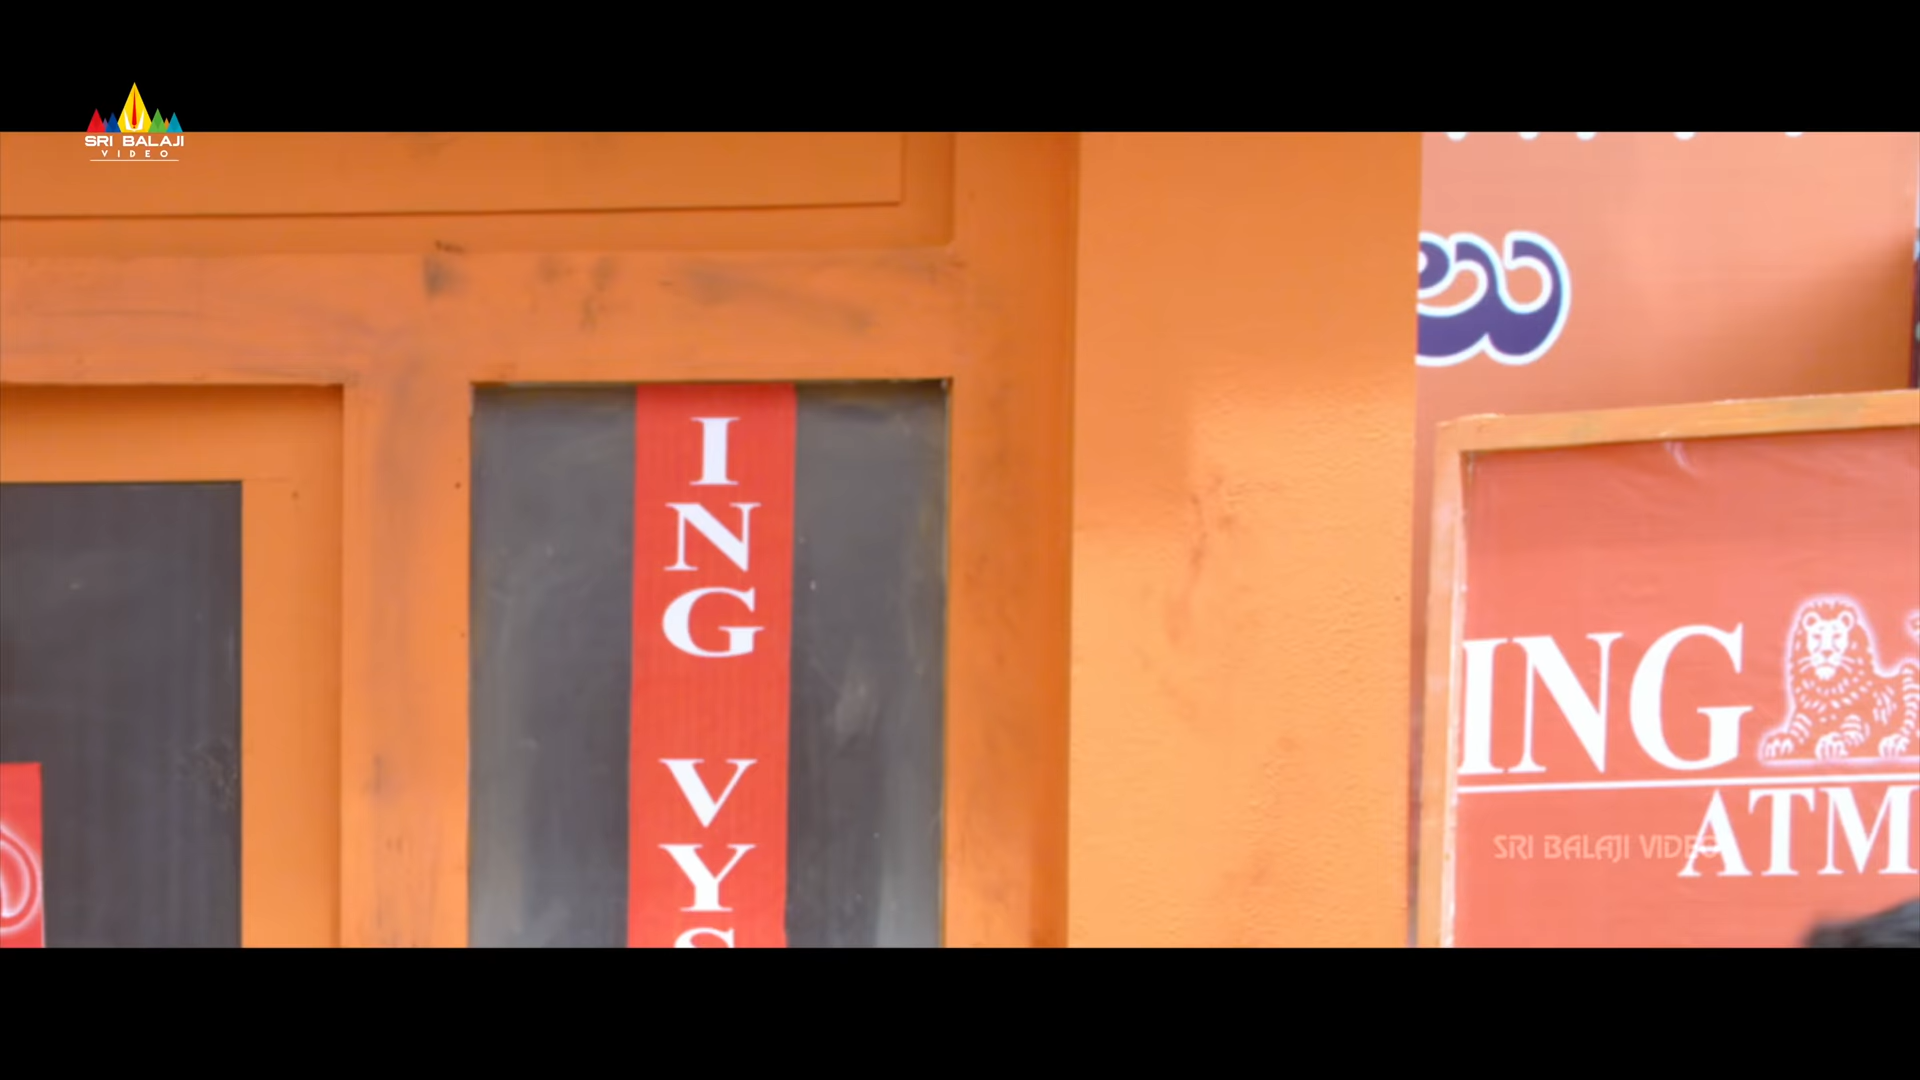 SRI BALAJI
VIDEO
లు
ING VYS
ING
ATM
SRI BALAJI VIDEO